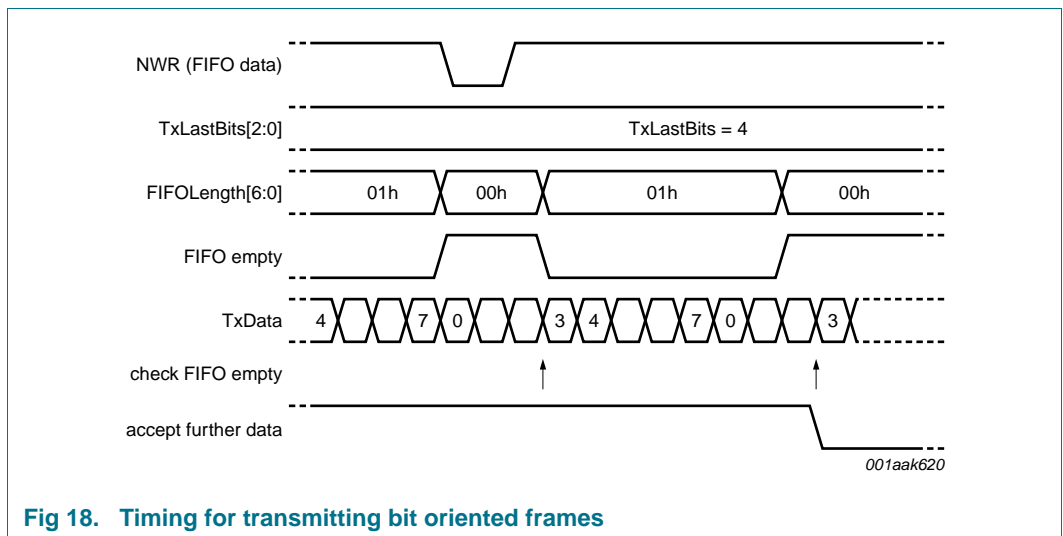 NWR (FIFO data)
TxLastBits[2:0] TxLastBits = 4
FIFOLength[6:0] 01h 00h 01h 00h
FIFO empty
TxData 4 7 0 3 4 7 0 3
check FIFO empty
accept further data
001aak620
Fig 18. Timing for transmitting bit oriented frames